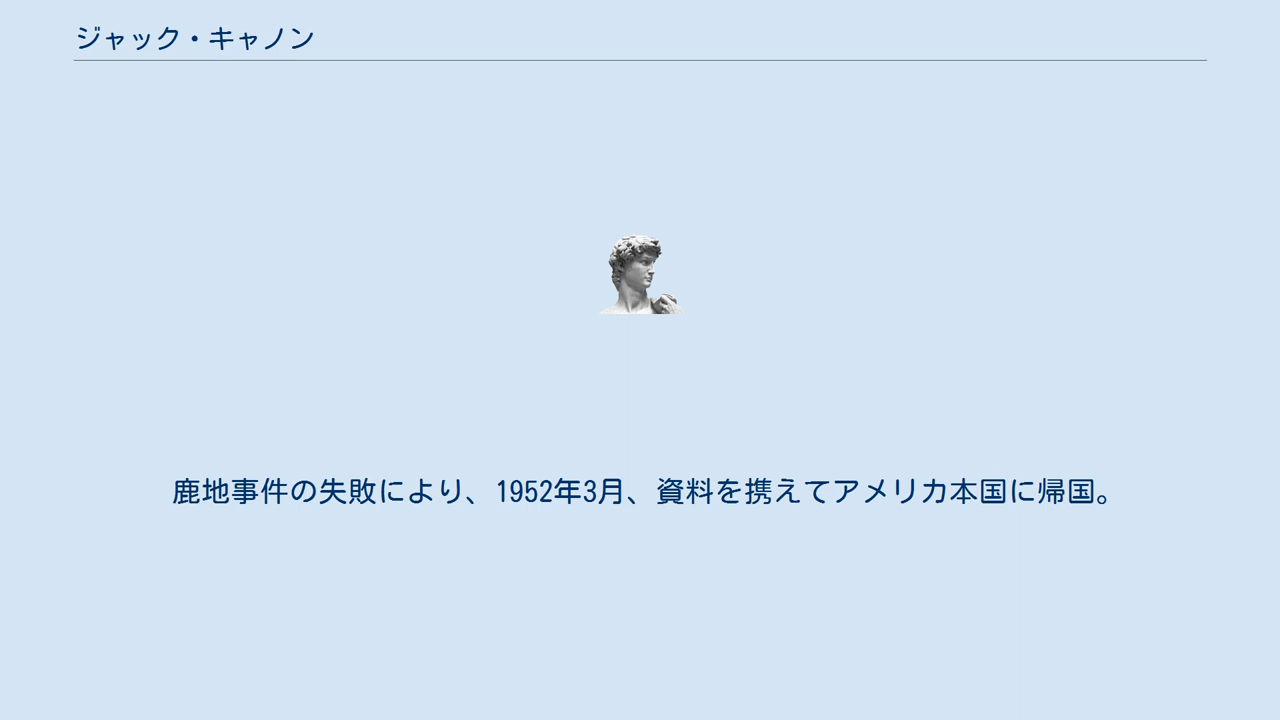 ジャック・キャノン
鹿地事件の失敗により、1952年3月、資料を携えてアメリカ本国に帰国。